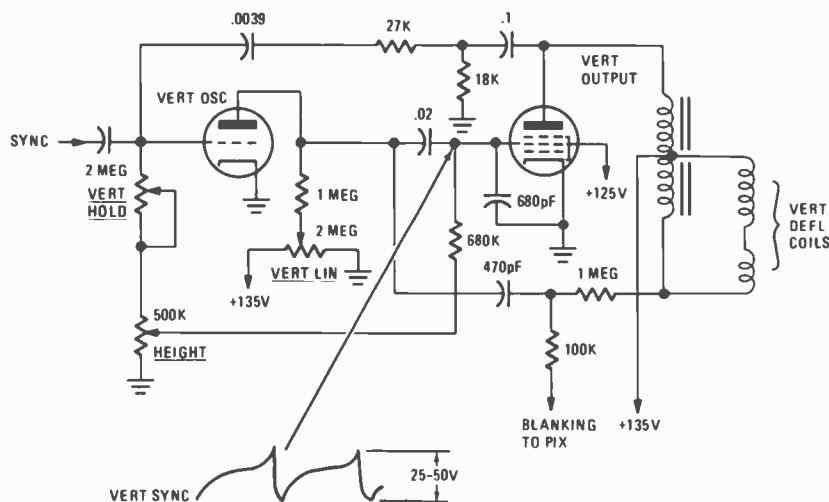 .0039
27K
.1
18K
VERT
OUTPUT
VERT OSC
SYNC
.02
2 MEG
VERT
HOLD
1 MEG
2 MEG
VERT LIN
+135V
680K
680pF
+125V
VERT
DEFL
COILS
470pF
1 MEG
500K
HEIGHT
100K
BLANKING
TO PIX
+135V
25-50V
VERT SYNC